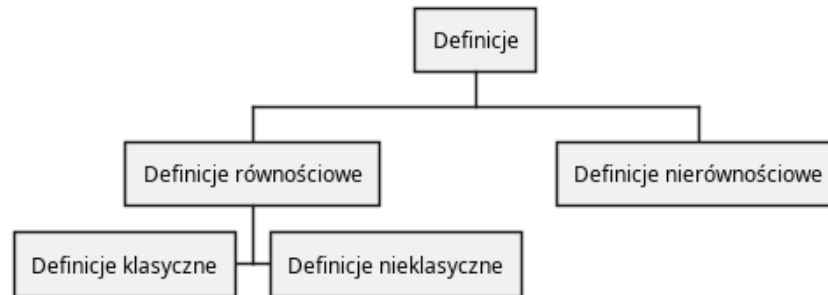 Definicje
Definicje równościowe
Definicje nierównościowe
Definicje klasyczne
Definicje nieklasyczne